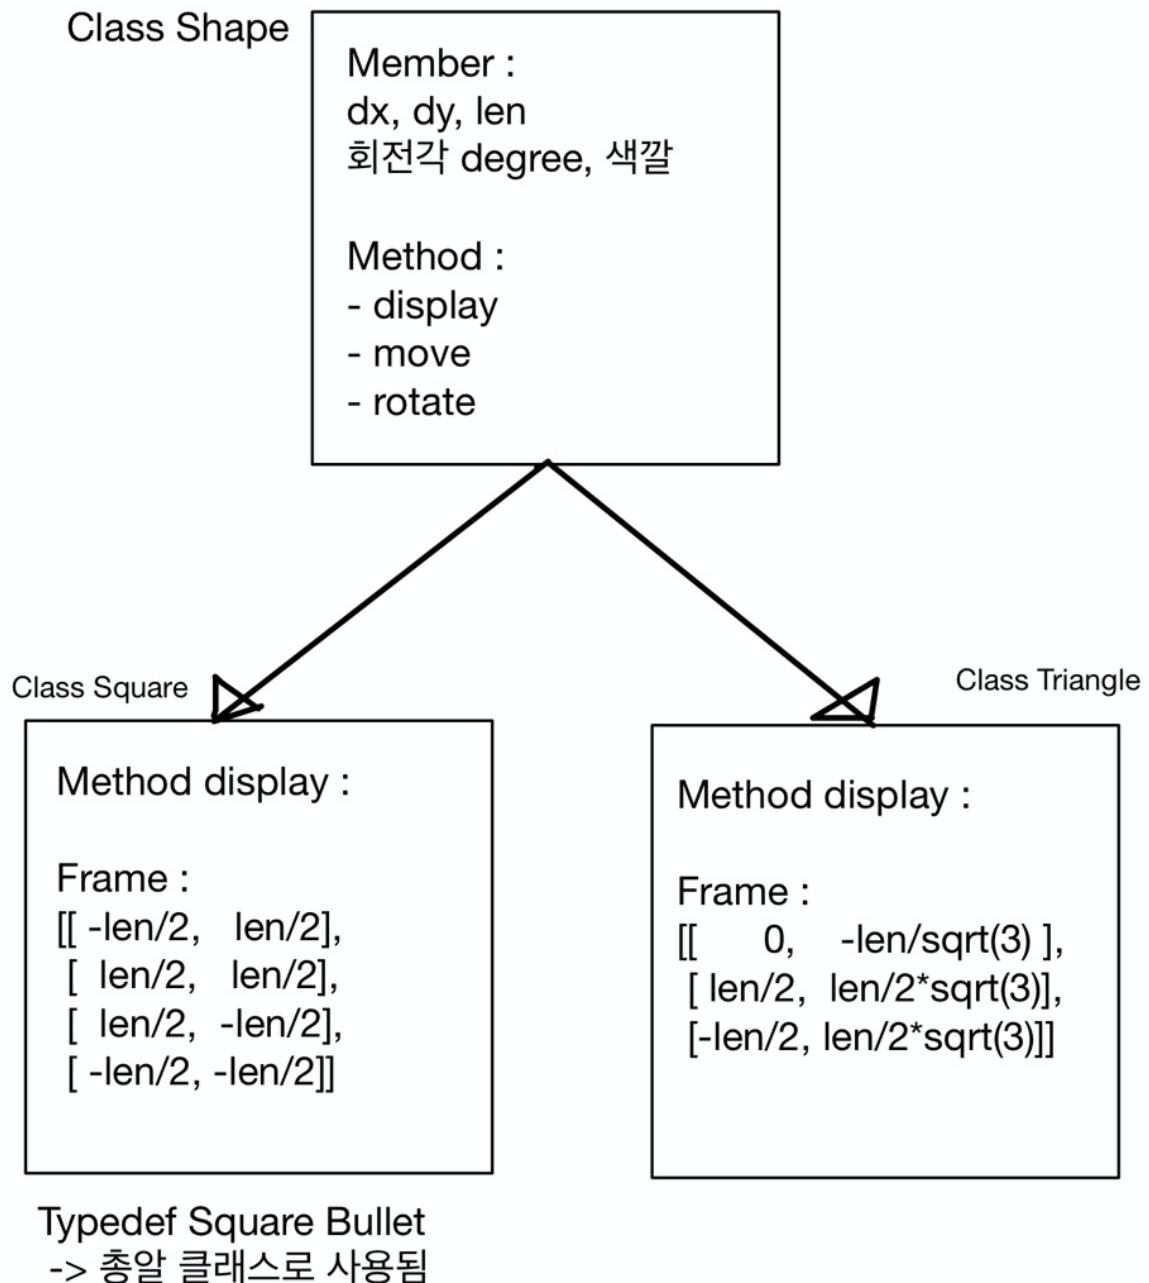 Class Shape
Member :
dx, dy, len
회전각 degree, 색깔
Method :
- display
- move
- rotate
Class Square
Method display :
Frame :
[[ -len/2, len/2],
[ len/2, len/2],
[ len/2, -len/2],
[ -len/2, -len/2]]
Typedef Square Bullet
-> 총알 클래스로 사용됨
Class Triangle
Method display :
Frame :
[[ 0, -len/sqrt(3) ],
[ len/2, len/2*sqrt(3)],
[-len/2, len/2*sqrt(3)]]